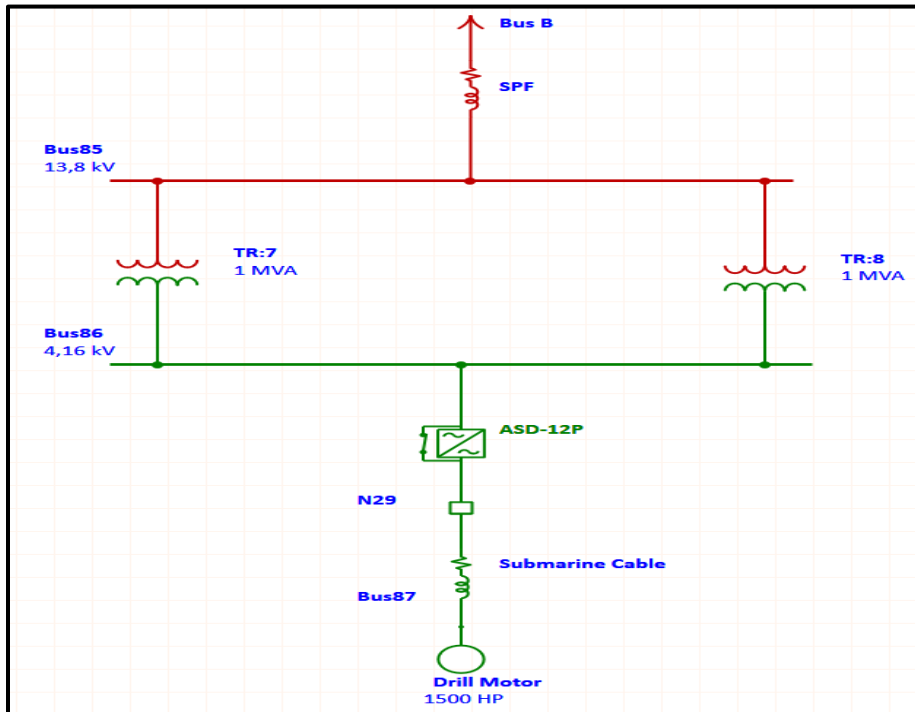 Bus B
SPF
Bus85
13,8 kV
TR:7
1 MVA
TR:8
1 MVA
Bus86
4,16 kV
ASD-12P
N29
Submarine Cable
Bus87
Drill Motor
1500 HP